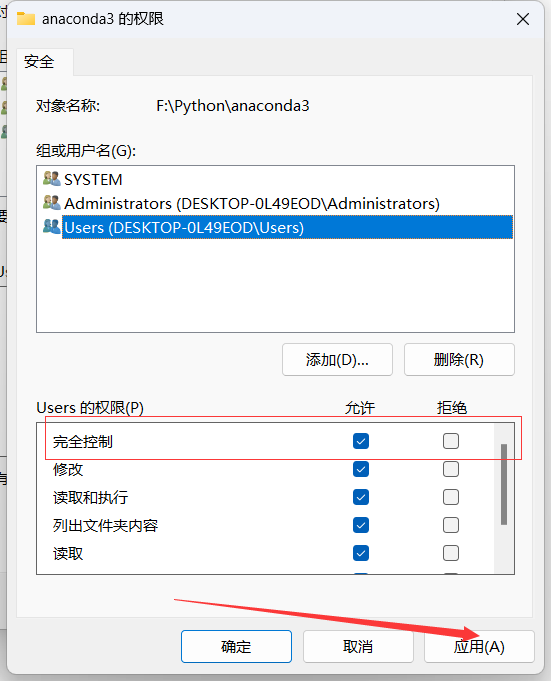 anaconda3 的权限
安全
对象名称: F:\Python\anaconda3
组或用户名(G):
SYSTEM
Administrators (DESKTOP-0L49EOD\Administrators)
Users (DESKTOP-0L49EOD\Users)
添加(D)... 删除(R)
Users 的权限(P) 允许 拒绝
完全控制
修改
读取和执行
列出文件夹内容
读取
确定 取消 应用(A)